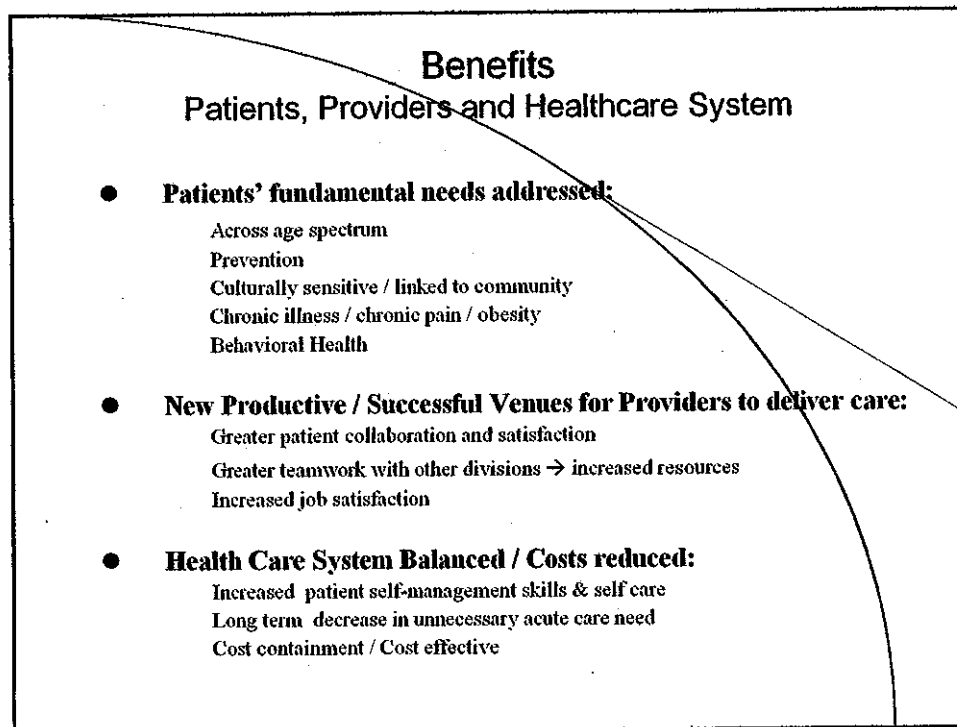 Benefits
Patients, Providers and Healthcare System
● Patients' fundamental needs addressed:
Across age spectrum
Prevention
Culturally sensitive / linked to community
Chronic illness / chronic pain / obesity
Behavioral Health
● New Productive / Successful Venues for Providers to deliver care:
Greater patient collaboration and satisfaction
Greater teamwork with other divisions → increased resources
Increased job satisfaction
● Health Care System Balanced / Costs reduced:
Increased patient self-management skills & self care
Long term decrease in unnecessary acute care need
Cost containment / Cost effective